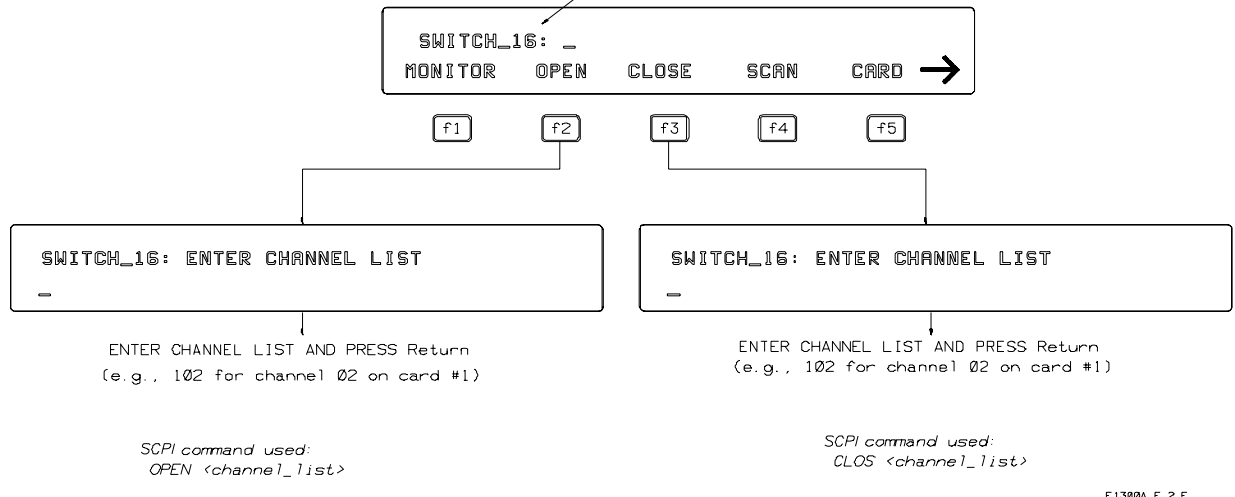 SWITCH_16: _
MONITOR OPEN CLOSE SCAN CARD
f1 f2 f3 f4 f5
SWITCH_16: ENTER CHANNEL LIST
_
ENTER CHANNEL LIST AND PRESS Return
(e.g., 102 for channel 02 on card #1)
SCPI command used:
OPEN <channel_list>
SWITCH_16: ENTER CHANNEL LIST
_
ENTER CHANNEL LIST AND PRESS Return
(e.g., 102 for channel 02 on card #1)
SCPI command used:
CLOS <channel_list>